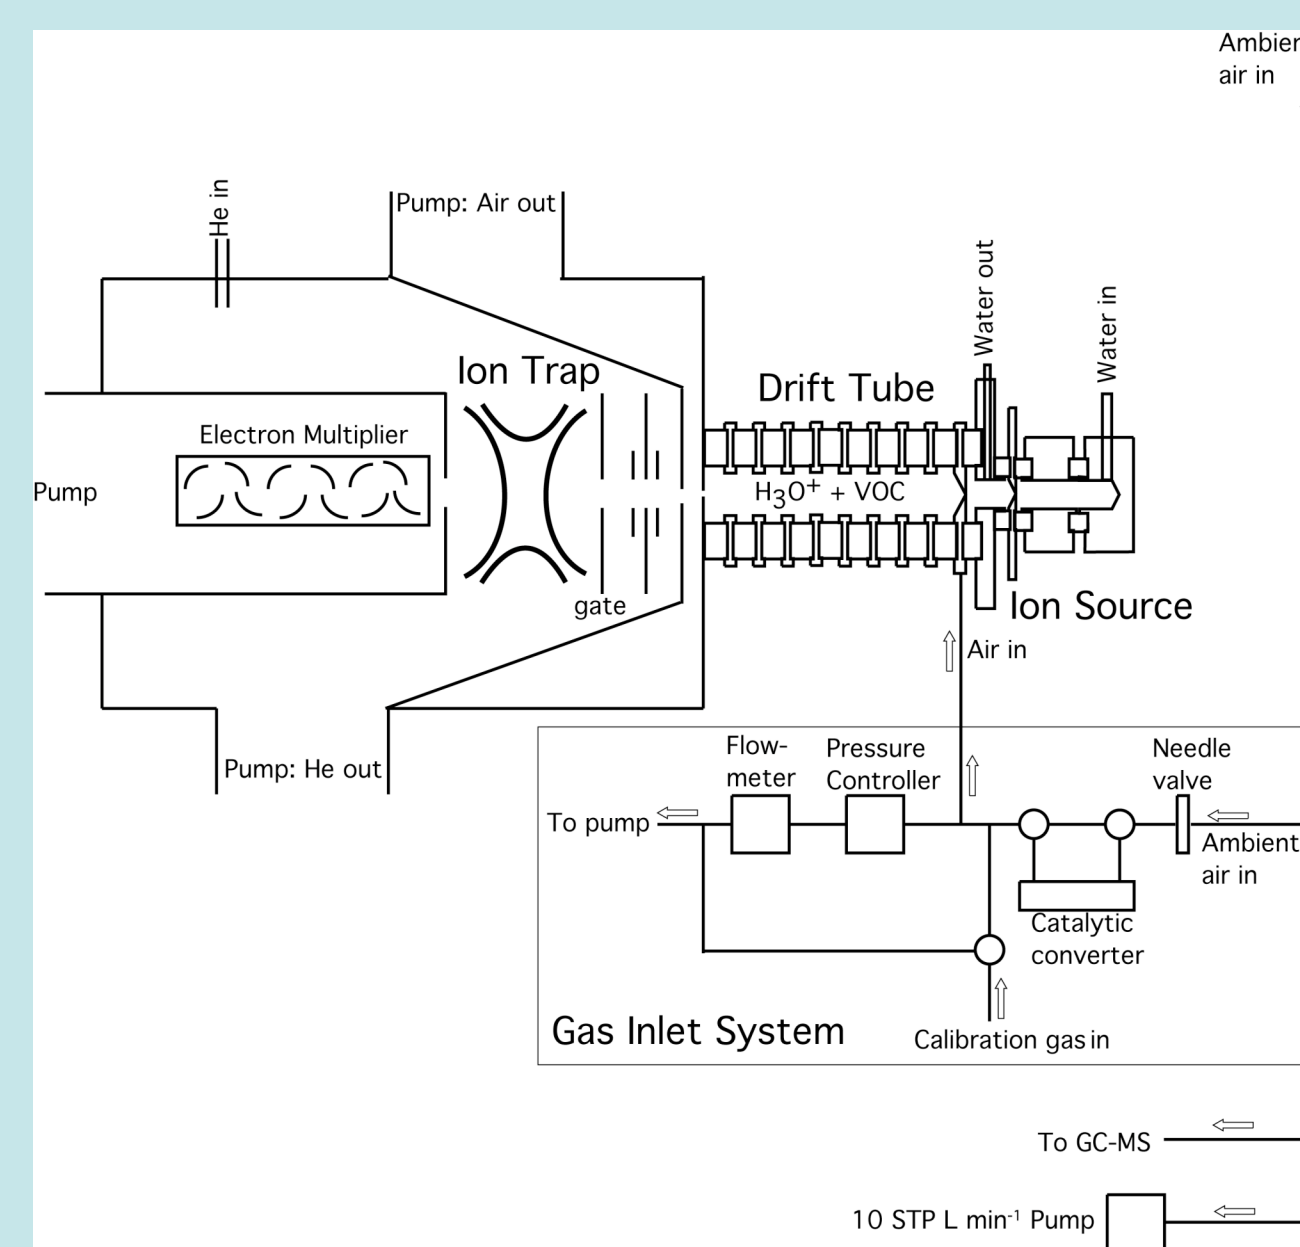 Ambien
air in
He in
Pump: Air out
Water out
Water in
Ion Trap
Drift Tube
Electron Multiplier
Pump
H₃O⁺ + VOC
gate
Ion Source
Air in
Pump: He out
Flow-
meter
Pressure
Controller
Needle
valve
To pump
Ambient
air in
Catalytic
converter
Gas Inlet System
Calibration gas in
To GC-MS
10 STP L min⁻¹ Pump